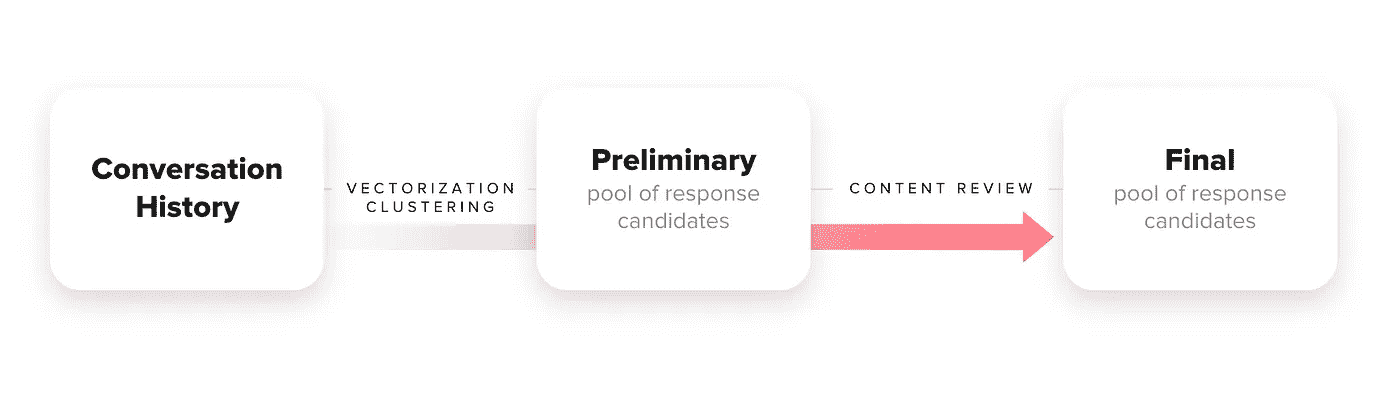 Conversation
History
VECTORIZATION
CLUSTERING
Preliminary
pool of response
candidates
CONTENT REVIEW
Final
pool of response
candidates